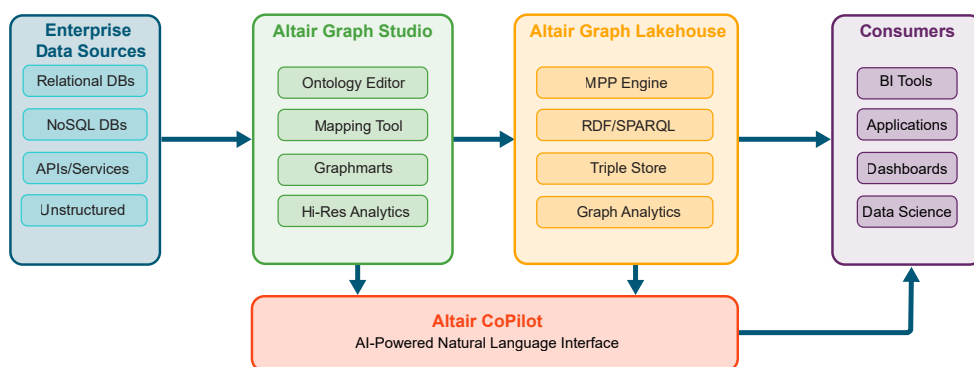 Enterprise
Data Sources
Relational DBs
NoSQL DBs
APIs/Services
Unstructured
Altair Graph Studio
Ontology Editor
Mapping Tool
Graphmarts
Hi-Res Analytics
Altair Graph Lakehouse
MPP Engine
RDF/SPARQL
Triple Store
Graph Analytics
Consumers
BI Tools
Applications
Dashboards
Data Science
Altair CoPilot
AI-Powered Natural Language Interface